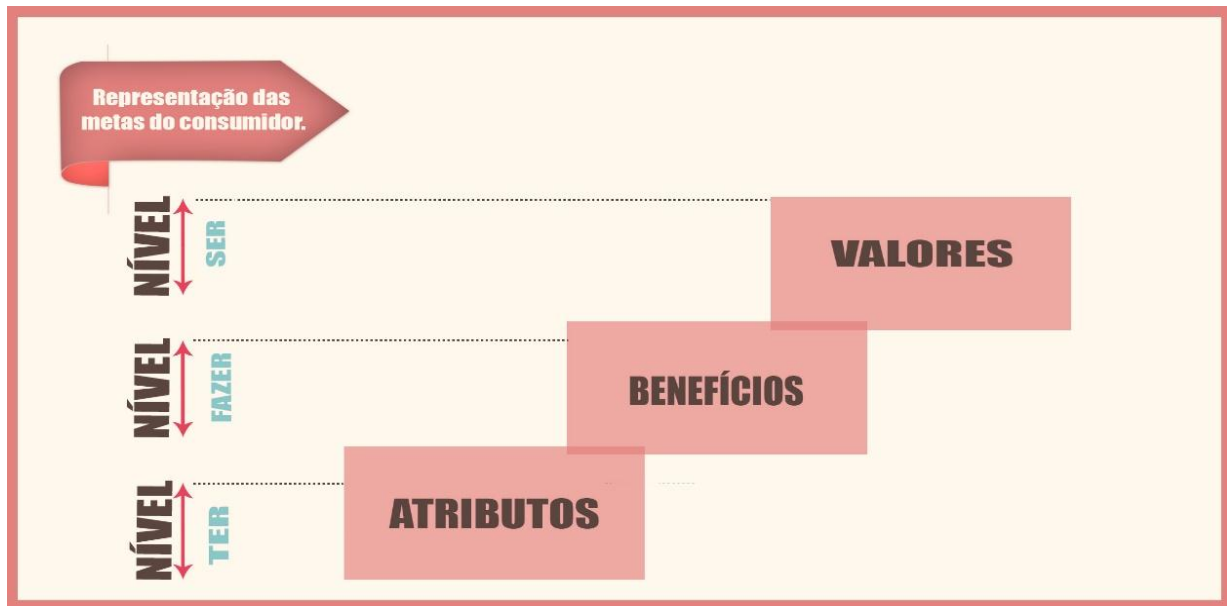 Representação das
metas do consumidor.
NÍVEL
SER
VALORES
NÍVEL
FAZER
BENEFÍCIOS
NÍVEL
TER
ATRIBUTOS